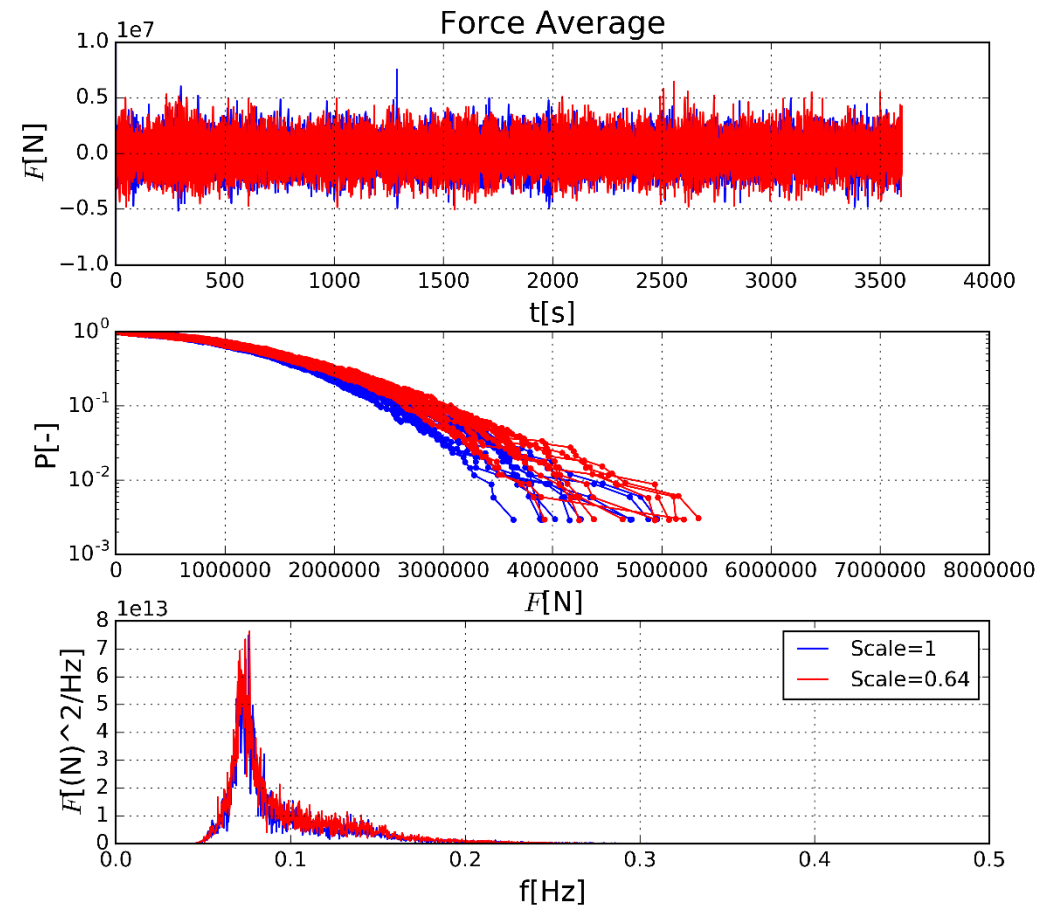 Force Average
1e7
1.0
0.5
0.0
−0.5
−1.0
F[N]
0 500 1000 1500 2000 2500 3000 3500 4000
t[s]
10^0
10^-1
10^-2
10^-3
P[-]
0 1000000 2000000 3000000 4000000 5000000 6000000 7000000 8000000
F[N]
1e13
8
7
6
5
4
3
2
1
0
F[(N)^2/Hz]
Scale=1
Scale=0.64
0.0 0.1 0.2 0.3 0.4 0.5
f[Hz]